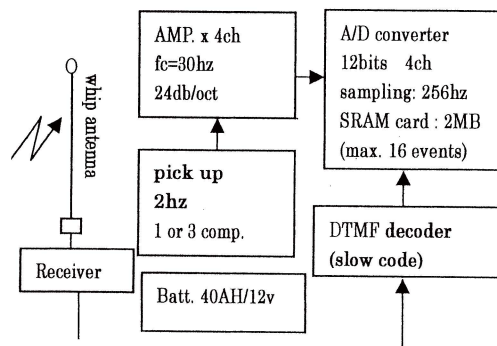 AMP. x 4ch
fc=30hz
24db/oct
A/D converter
12bits 4ch
sampling: 256hz
SRAM card : 2MB
(max. 16 events)
whip antenna
pick up
2hz
1 or 3 comp.
DTMF decoder
(slow code)
Receiver
Batt. 40AH/12v